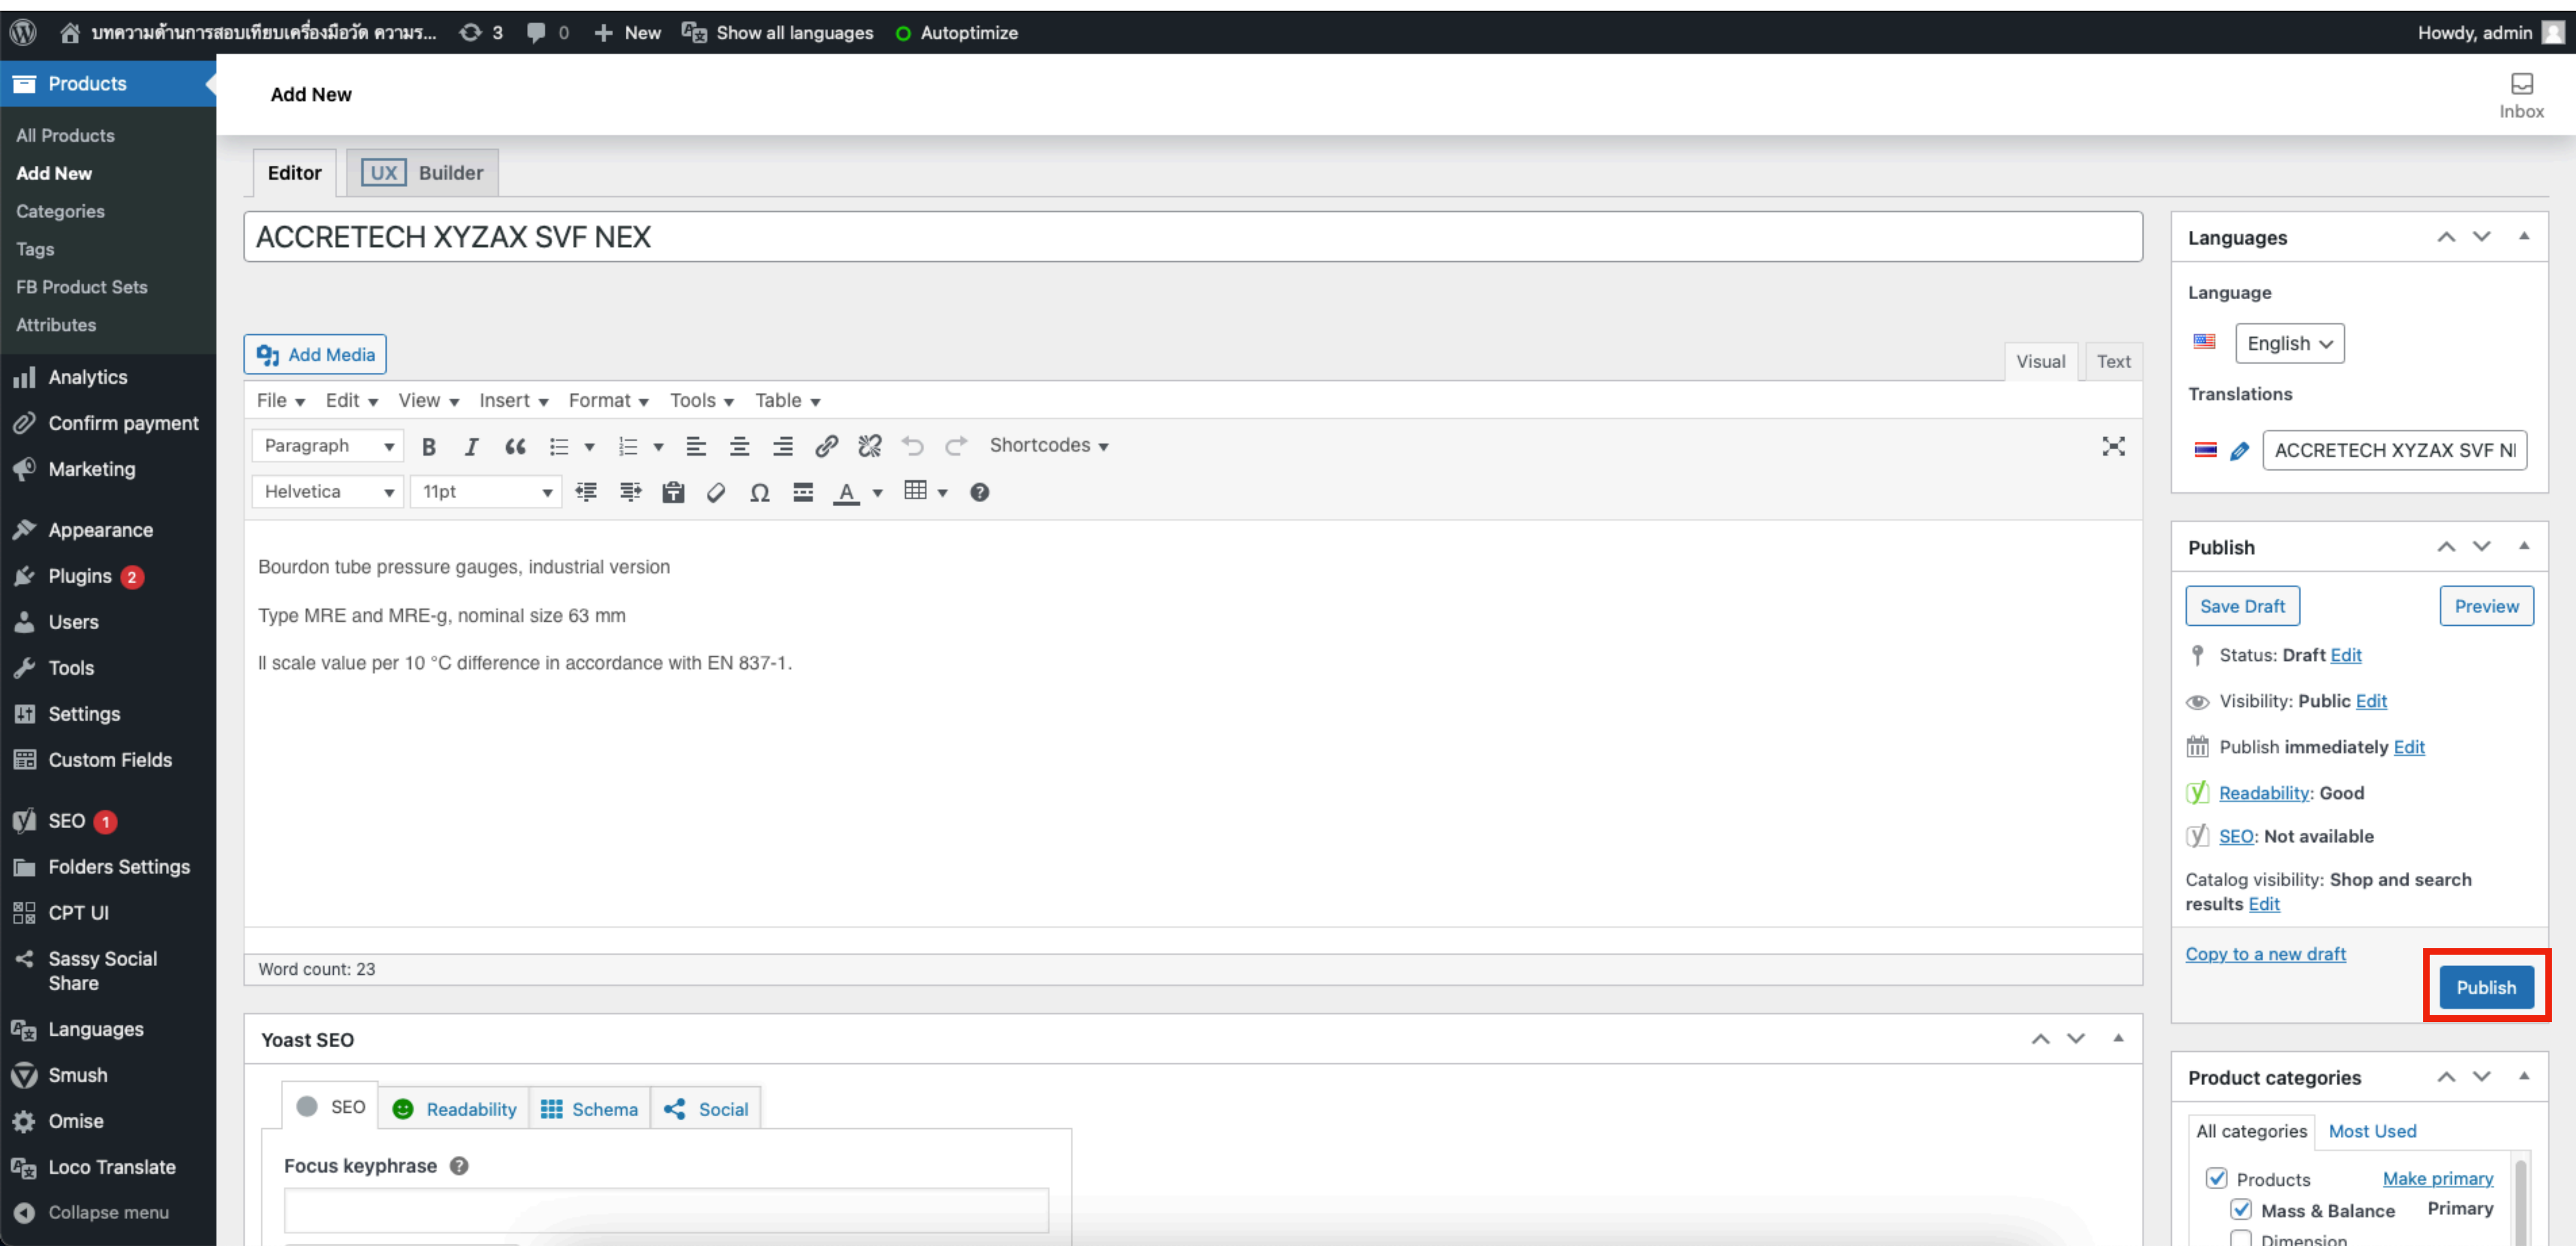 บทความด้านการสอบเทียบเครื่องมือวัด ความร... 3 0 New Show all languages Autoptimize Howdy, admin
Products
All Products
Add New
Categories
Tags
FB Product Sets
Attributes
Analytics
Confirm payment
Marketing
Appearance
Plugins 2
Users
Tools
Settings
Custom Fields
SEO 1
Folders Settings
CPT UI
Sassy Social
Share
Languages
Smush
Omise
Loco Translate
Collapse menu
Add New
Inbox
Editor UX Builder
ACCRETECH XYZAX SVF NEX
Add Media
Visual Text
File Edit View Insert Format Tools Table
Paragraph Shortcodes
Helvetica 11pt
Bourdon tube pressure gauges, industrial version
Type MRE and MRE-g, nominal size 63 mm
ll scale value per 10 °C difference in accordance with EN 837-1.
Word count: 23
Yoast SEO
SEO Readability Schema Social
Focus keyphrase
Languages
Language
English
Translations
ACCRETECH XYZAX SVF NI
Publish
Save Draft Preview
Status: Draft Edit
Visibility: Public Edit
Publish immediately Edit
Readability: Good
SEO: Not available
Catalog visibility: Shop and search
results Edit
Copy to a new draft
Publish
Product categories
All categories Most Used
Products Make primary
Mass & Balance Primary
Dimension